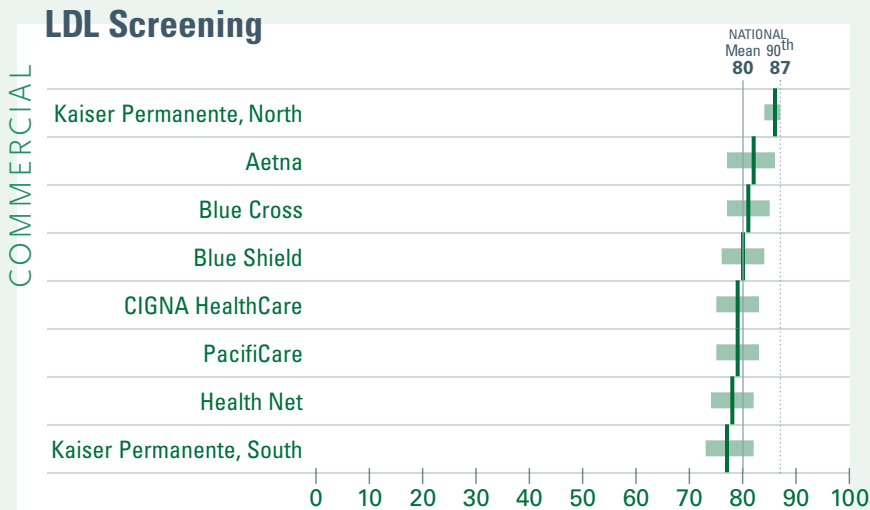 LDL Screening
NATIONAL
Mean 90th
80 87
COMMERCIAL
Kaiser Permanente, North
Aetna
Blue Cross
Blue Shield
CIGNA HealthCare
PacifiCare
Health Net
Kaiser Permanente, South
0 10 20 30 40 50 60 70 80 90 100